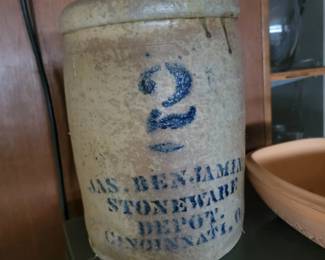 2
JAS. BENJAMIN
STONEWARE
DEPOT.
CINCINNATI, O.